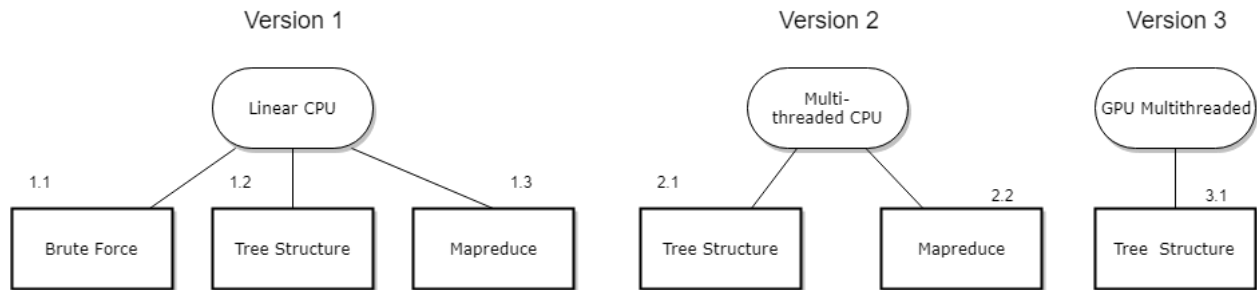 Version 1
Version 2
Version 3
Linear CPU
Multi-
threaded CPU
GPU Multithreaded
1.1
1.2
1.3
2.1
2.2
3.1
Brute Force
Tree Structure
Mapreduce
Tree Structure
Mapreduce
Tree Structure